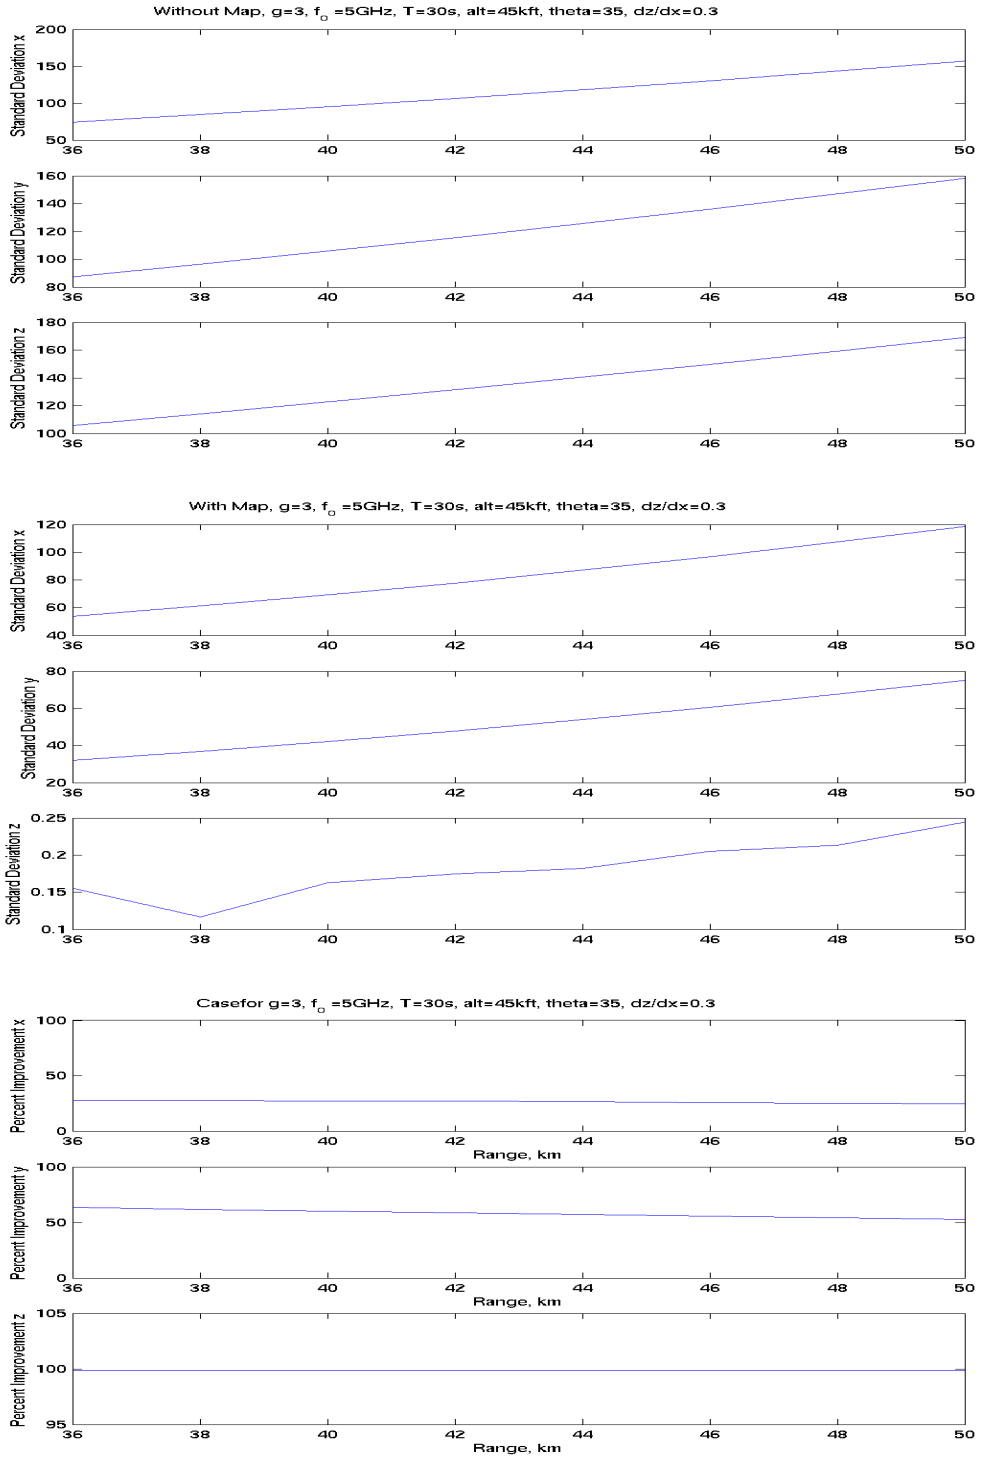 Without Map, g=3, f_o =5GHz, T=30s, alt=45kft, theta=35, dz/dx=0.3
Standard Deviation x
200
150
100
50
36 38 40 42 44 46 48 50
Standard Deviation y
160
140
120
100
80
36 38 40 42 44 46 48 50
Standard Deviation z
180
160
140
120
100
36 38 40 42 44 46 48 50
With Map, g=3, f_o =5GHz, T=30s, alt=45kft, theta=35, dz/dx=0.3
Standard Deviation x
120
100
80
60
40
36 38 40 42 44 46 48 50
Standard Deviation y
80
60
40
20
36 38 40 42 44 46 48 50
Standard Deviation z
0.25
0.2
0.15
0.1
36 38 40 42 44 46 48 50
Casefor g=3, f_o =5GHz, T=30s, alt=45kft, theta=35, dz/dx=0.3
Percent Improvement x
100
50
0
36 38 40 42 44 46 48 50
Range, km
Percent Improvement y
100
50
0
36 38 40 42 44 46 48 50
Range, km
Percent Improvement z
105
100
95
36 38 40 42 44 46 48 50
Range, km